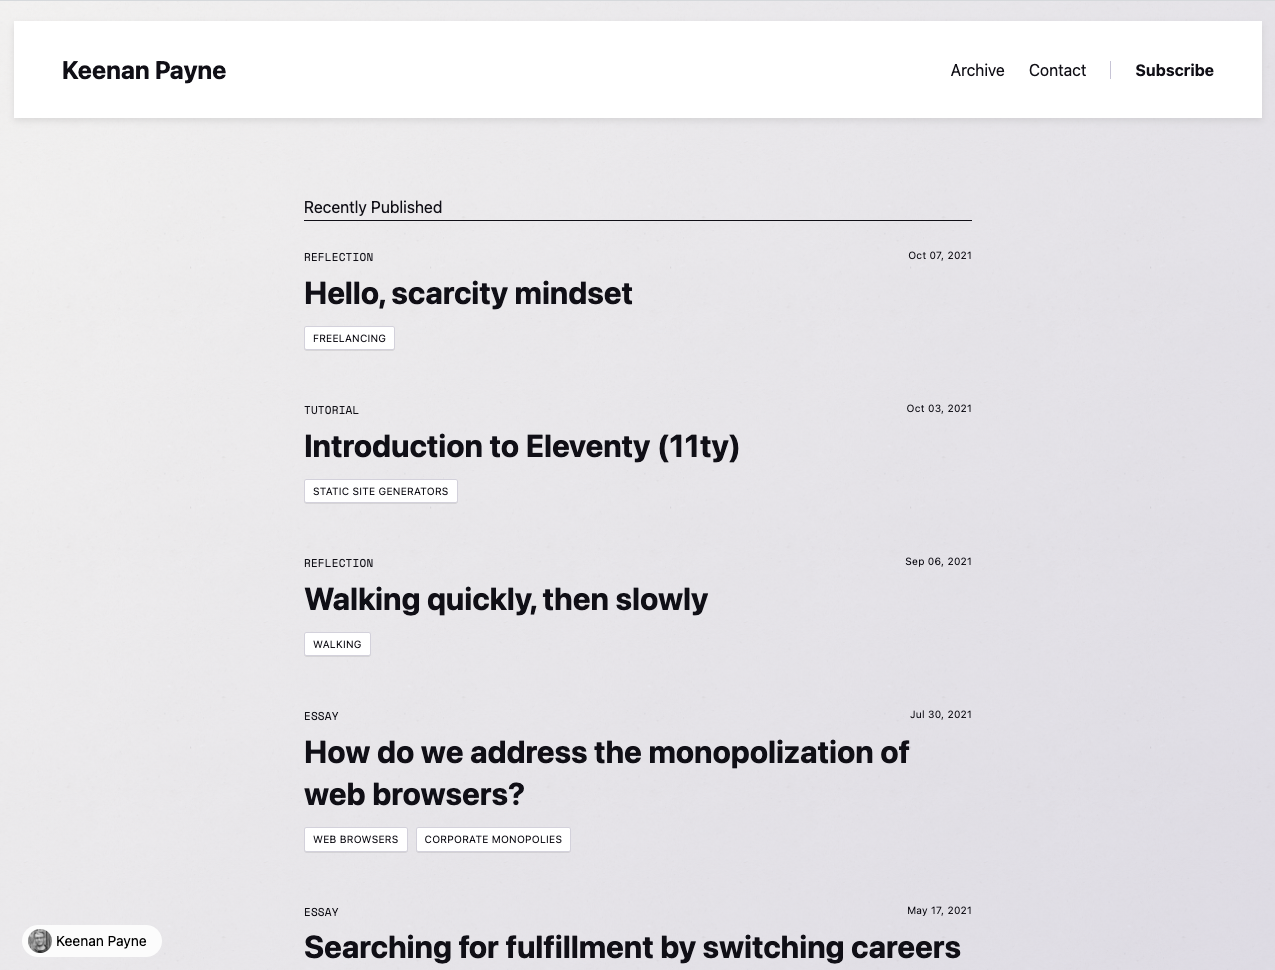 Keenan Payne
Archive Contact Subscribe
Recently Published
REFLECTION Oct 07, 2021
Hello, scarcity mindset
FREELANCING
TUTORIAL Oct 03, 2021
Introduction to Eleventy (11ty)
STATIC SITE GENERATORS
REFLECTION Sep 06, 2021
Walking quickly, then slowly
WALKING
ESSAY Jul 30, 2021
How do we address the monopolization of
web browsers?
WEB BROWSERS CORPORATE MONOPOLIES
ESSAY May 17, 2021
Searching for fulfillment by switching careers
Keenan Payne